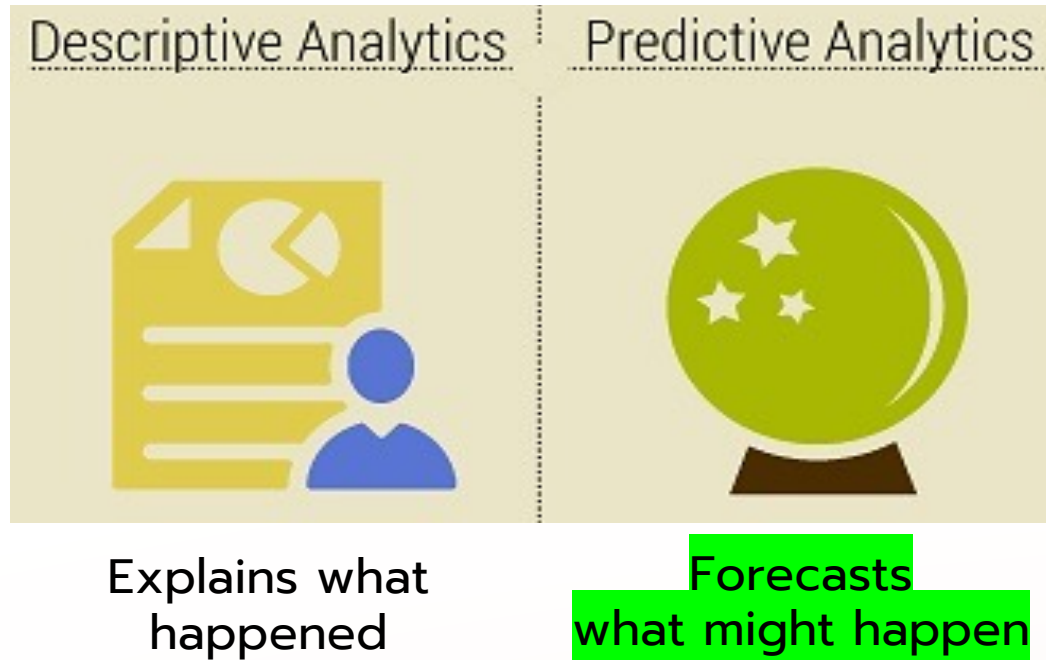 Descriptive Analytics
Predictive Analytics
Explains what
happened
Forecasts
what might happen